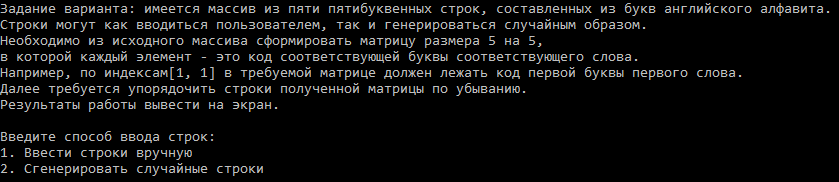 Задание варианта: имеется массив из пяти пятибуквенных строк, составленных из букв английского алфавита.
Строки могут как вводиться пользователем, так и генерироваться случайным образом.
Необходимо из исходного массива сформировать матрицу размера 5 на 5,
в которой каждый элемент - это код соответствующей буквы соответствующего слова.
Например, по индексам[1, 1] в требуемой матрице должен лежать код первой буквы первого слова.
Далее требуется упорядочить строки полученной матрицы по убыванию.
Результаты работы вывести на экран.
Введите способ ввода строк:
1. Ввести строки вручную
2. Сгенерировать случайные строки